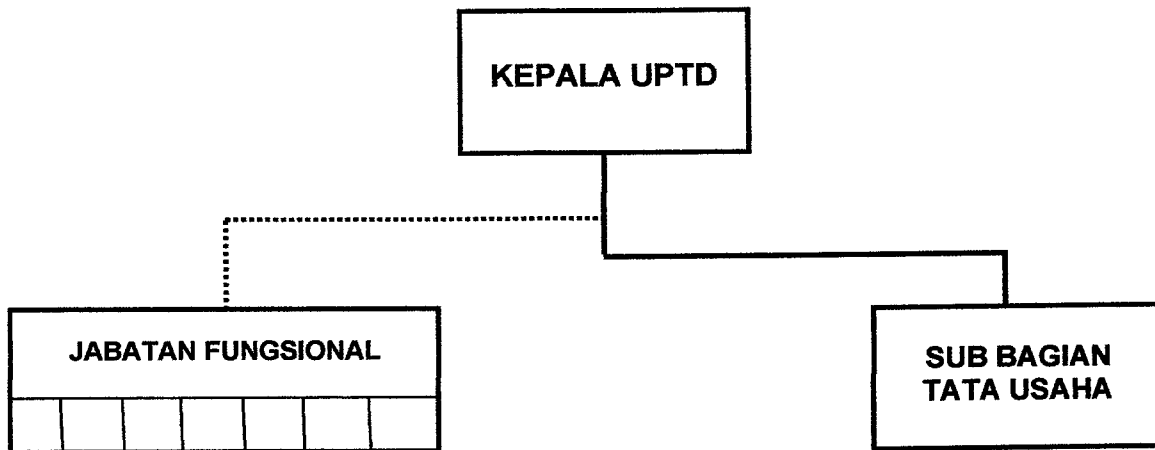 KEPALA UPTD
JABATAN FUNGSIONAL
SUB BAGIAN
TATA USAHA